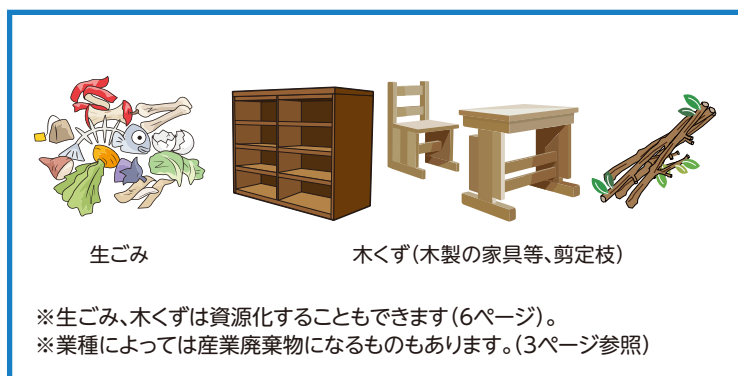 生ごみ
木くず(木製の家具等、剪定枝)
※生ごみ、木くずは資源化することもできます(6ページ)。
※業種によっては産業廃棄物になるものもあります。(3ページ参照)